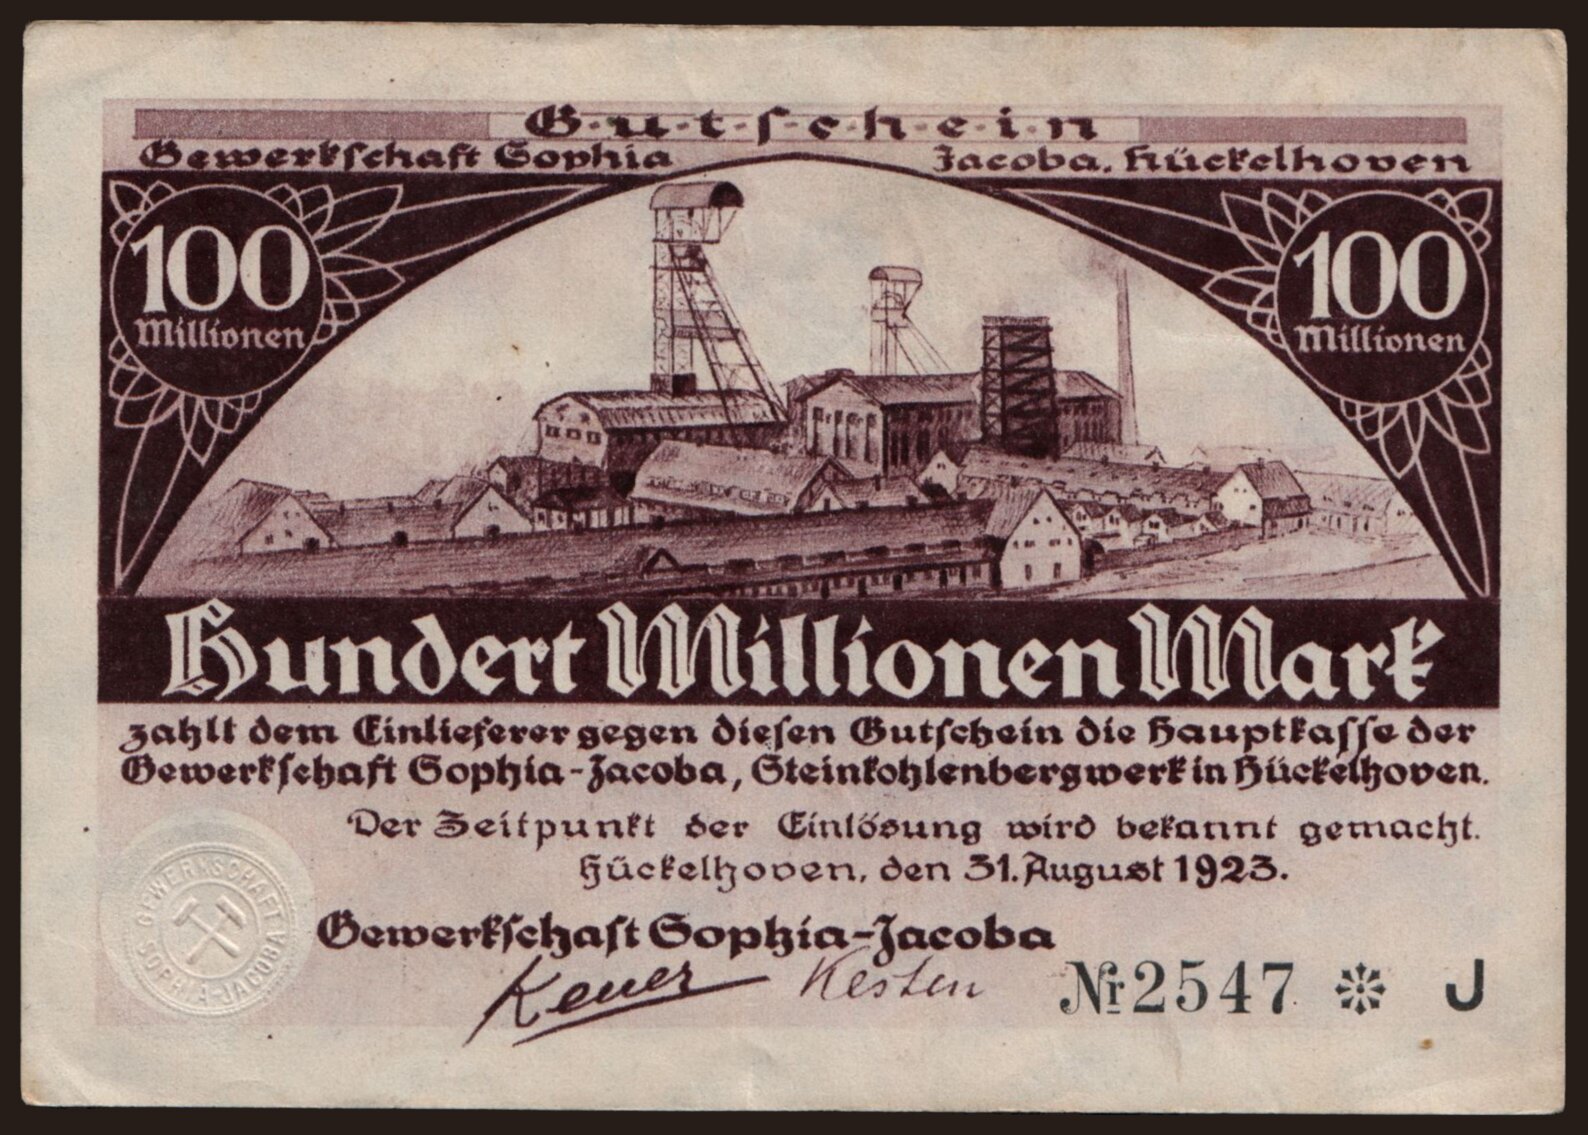 Gutschein
Gewerkschaft Sophia Jacoba, Hückelhoven
100 Millionen
100 Millionen
Hundert Millionen Mark
zahlt dem Einlieferer gegen diesen Gutschein die Hauptkasse der
Gewerkschaft Sophia-Jacoba, Steinkohlenbergwerk in Hückelhoven.
Der Zeitpunkt der Einlösung wird bekannt gemacht.
Hückelhoven, den 31. August 1923.
Gewerkschaft Sophia-Jacoba
Kesten
Nr 2547 J
GEWERKSCHAFT SOPHIA-JACOBA